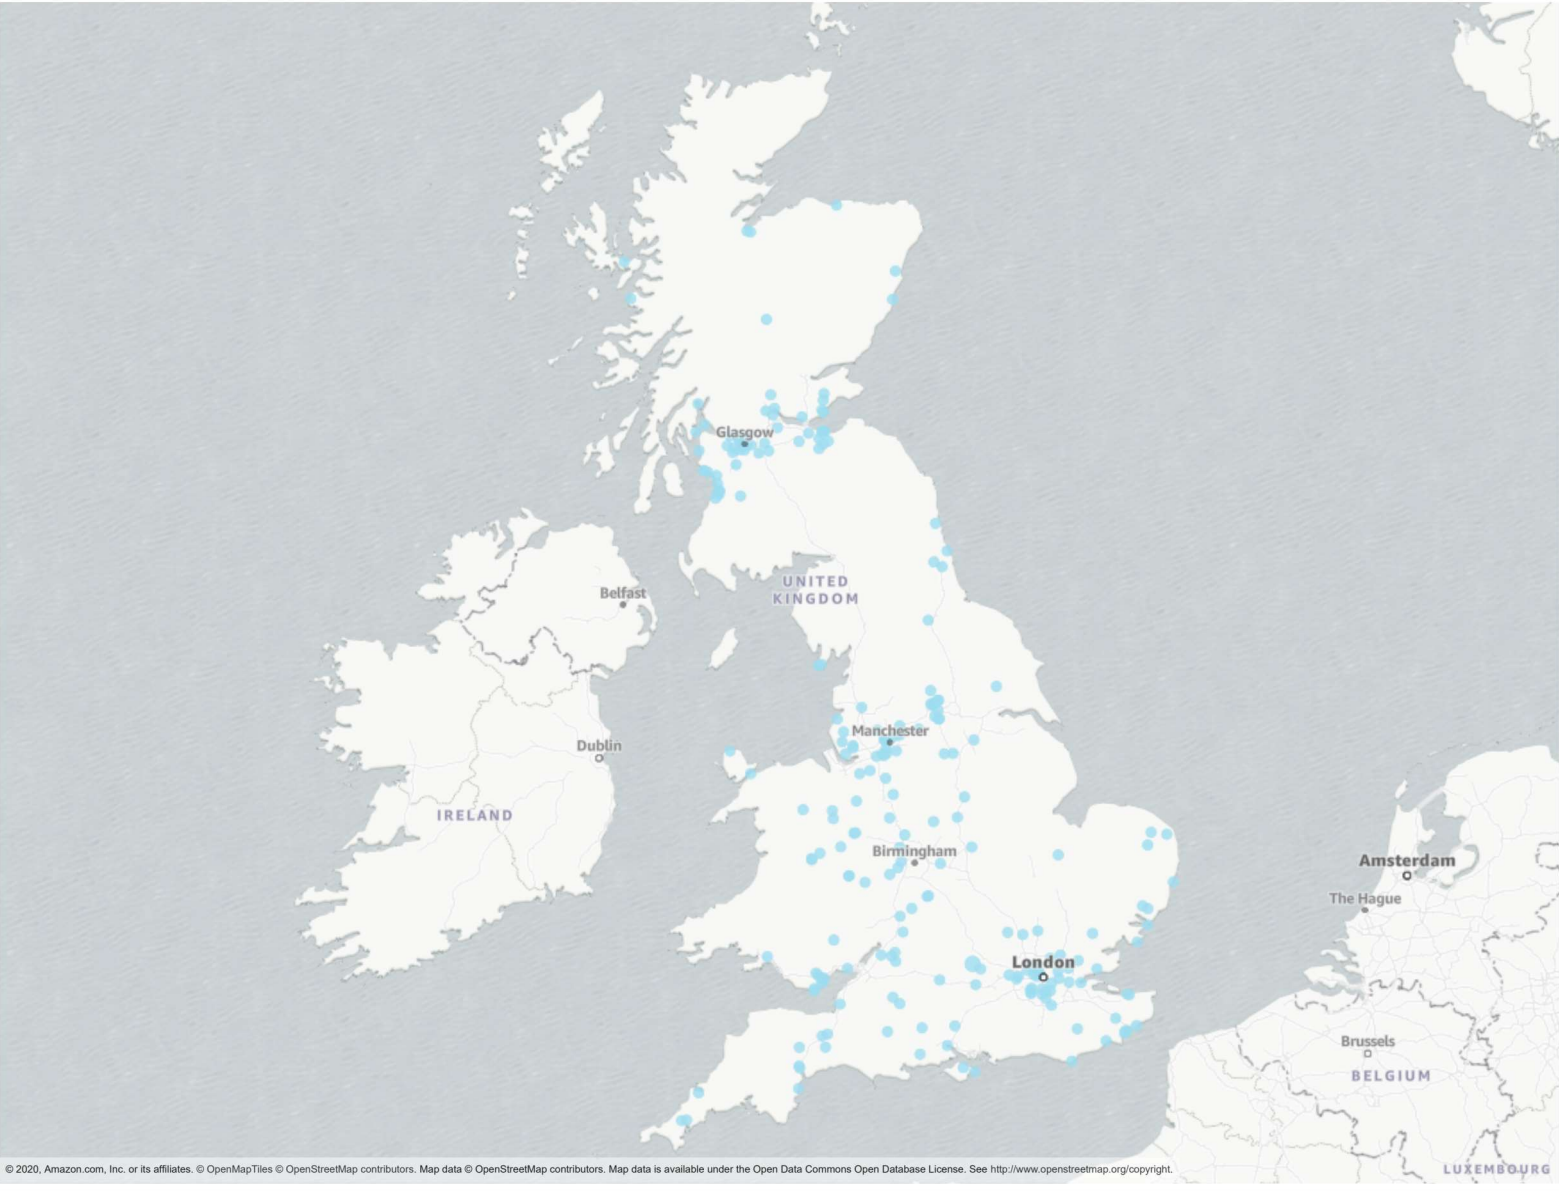 Glasgow
UNITED
KINGDOM
Belfast
Manchester
Dublin
IRELAND
Birmingham
Amsterdam
The Hague
London
Brussels
BELGIUM
LUXEMBOURG
© 2020, Amazon.com, Inc. or its affiliates. © OpenMapTiles © OpenStreetMap contributors. Map data © OpenStreetMap contributors. Map data is available under the Open Data Commons Open Database License. See http://www.openstreetmap.org/copyright.